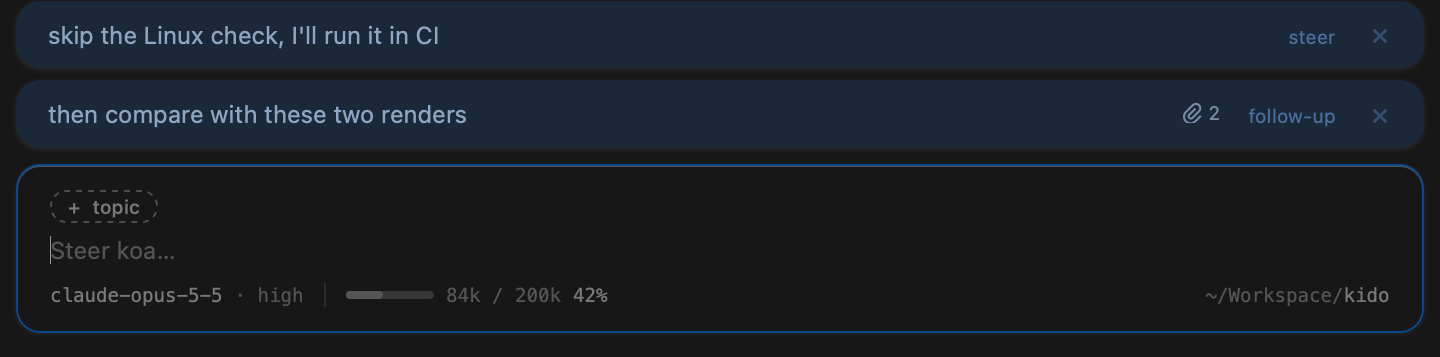 skip the Linux check, I'll run it in CI steer ×
then compare with these two renders 2 follow-up ×
+ topic
Steer koa...
claude-opus-5-5 · high 84k / 200k 42% ~/Workspace/kido